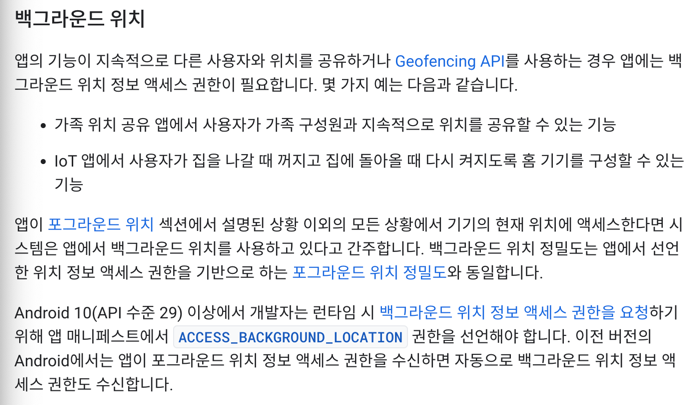 백그라운드 위치
앱의 기능이 지속적으로 다른 사용자와 위치를 공유하거나 Geofencing API를 사용하는 경우 앱에는 백
그라운드 위치 정보 액세스 권한이 필요합니다. 몇 가지 예는 다음과 같습니다.
• 가족 위치 공유 앱에서 사용자가 가족 구성원과 지속적으로 위치를 공유할 수 있는 기능
• IoT 앱에서 사용자가 집을 나갈 때 꺼지고 집에 돌아올 때 다시 켜지도록 홈 기기를 구성할 수 있는
기능
앱이 포그라운드 위치 섹션에서 설명된 상황 이외의 모든 상황에서 기기의 현재 위치에 액세스한다면 시
스템은 앱에서 백그라운드 위치를 사용하고 있다고 간주합니다. 백그라운드 위치 정밀도는 앱에서 선언
한 위치 정보 액세스 권한을 기반으로 하는 포그라운드 위치 정밀도와 동일합니다.
Android 10(API 수준 29) 이상에서 개발자는 런타임 시 백그라운드 위치 정보 액세스 권한을 요청하기
위해 앱 매니페스트에서 ACCESS_BACKGROUND_LOCATION 권한을 선언해야 합니다. 이전 버전의
Android에서는 앱이 포그라운드 위치 정보 액세스 권한을 수신하면 자동으로 백그라운드 위치 정보 액
세스 권한도 수신합니다.